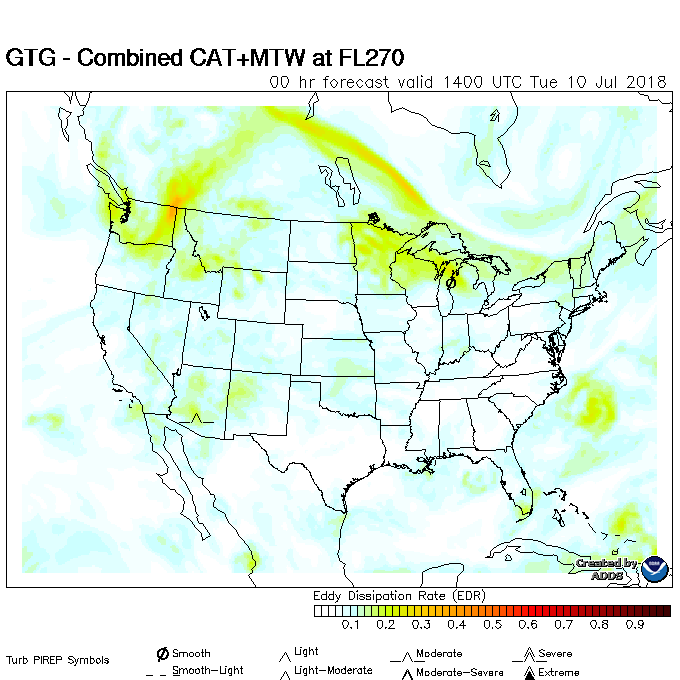 GTG - Combined CAT+MTW at FL270
00 hr forecast valid 1400 UTC Tue 10 Jul 2018
Created by
ADDS
Eddy Dissipation Rate (EDR)
0.1 0.2 0.3 0.4 0.5 0.6 0.7 0.8 0.9
Turb PIREP Symbols
Smooth Light Moderate Severe
Smooth-Light Light-Moderate Moderate-Severe Extreme